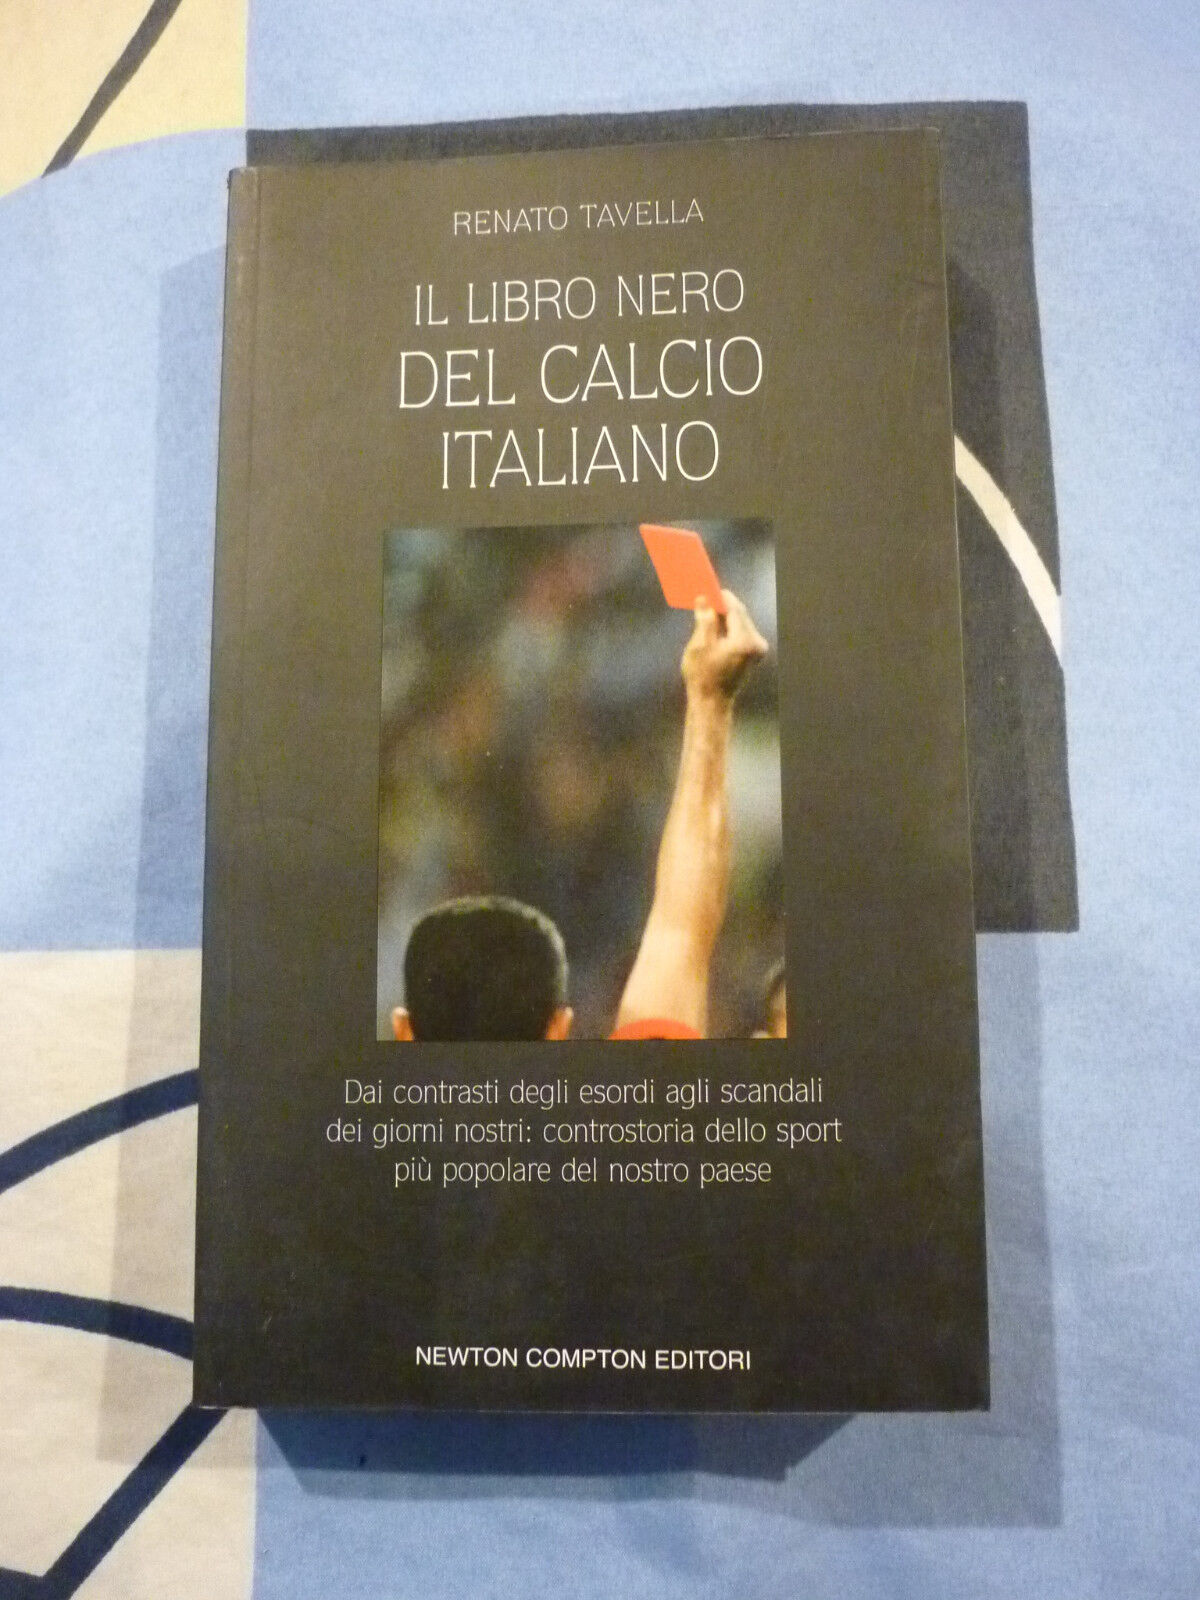 RENATO TAVELLA
IL LIBRO NERO
DEL CALCIO
ITALIANO
Dai contrasti degli esordi agli scandali
dei giorni nostri: controstoria dello sport
più popolare del nostro paese
NEWTON COMPTON EDITORI